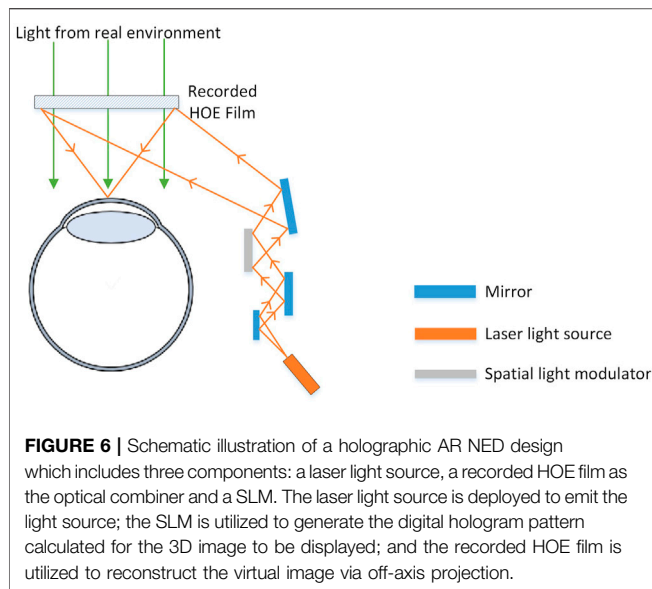 Light from real environment
Recorded
HOE Film
Mirror
Laser light source
Spatial light modulator
FIGURE 6 | Schematic illustration of a holographic AR NED design
which includes three components: a laser light source, a recorded HOE film as
the optical combiner and a SLM. The laser light source is deployed to emit the
light source; the SLM is utilized to generate the digital hologram pattern
calculated for the 3D image to be displayed; and the recorded HOE film is
utilized to reconstruct the virtual image via off-axis projection.